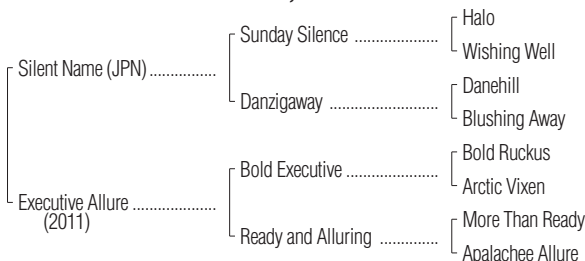 Halo
Sunday Silence ..................
Wishing Well
Silent Name (JPN) ................
Danehill
Danzigaway .........................
Blushing Away
Bold Ruckus
Bold Executive .....................
Arctic Vixen
Executive Allure ....................
(2011)
More Than Ready
Ready and Alluring ..............
Apalachee Allure